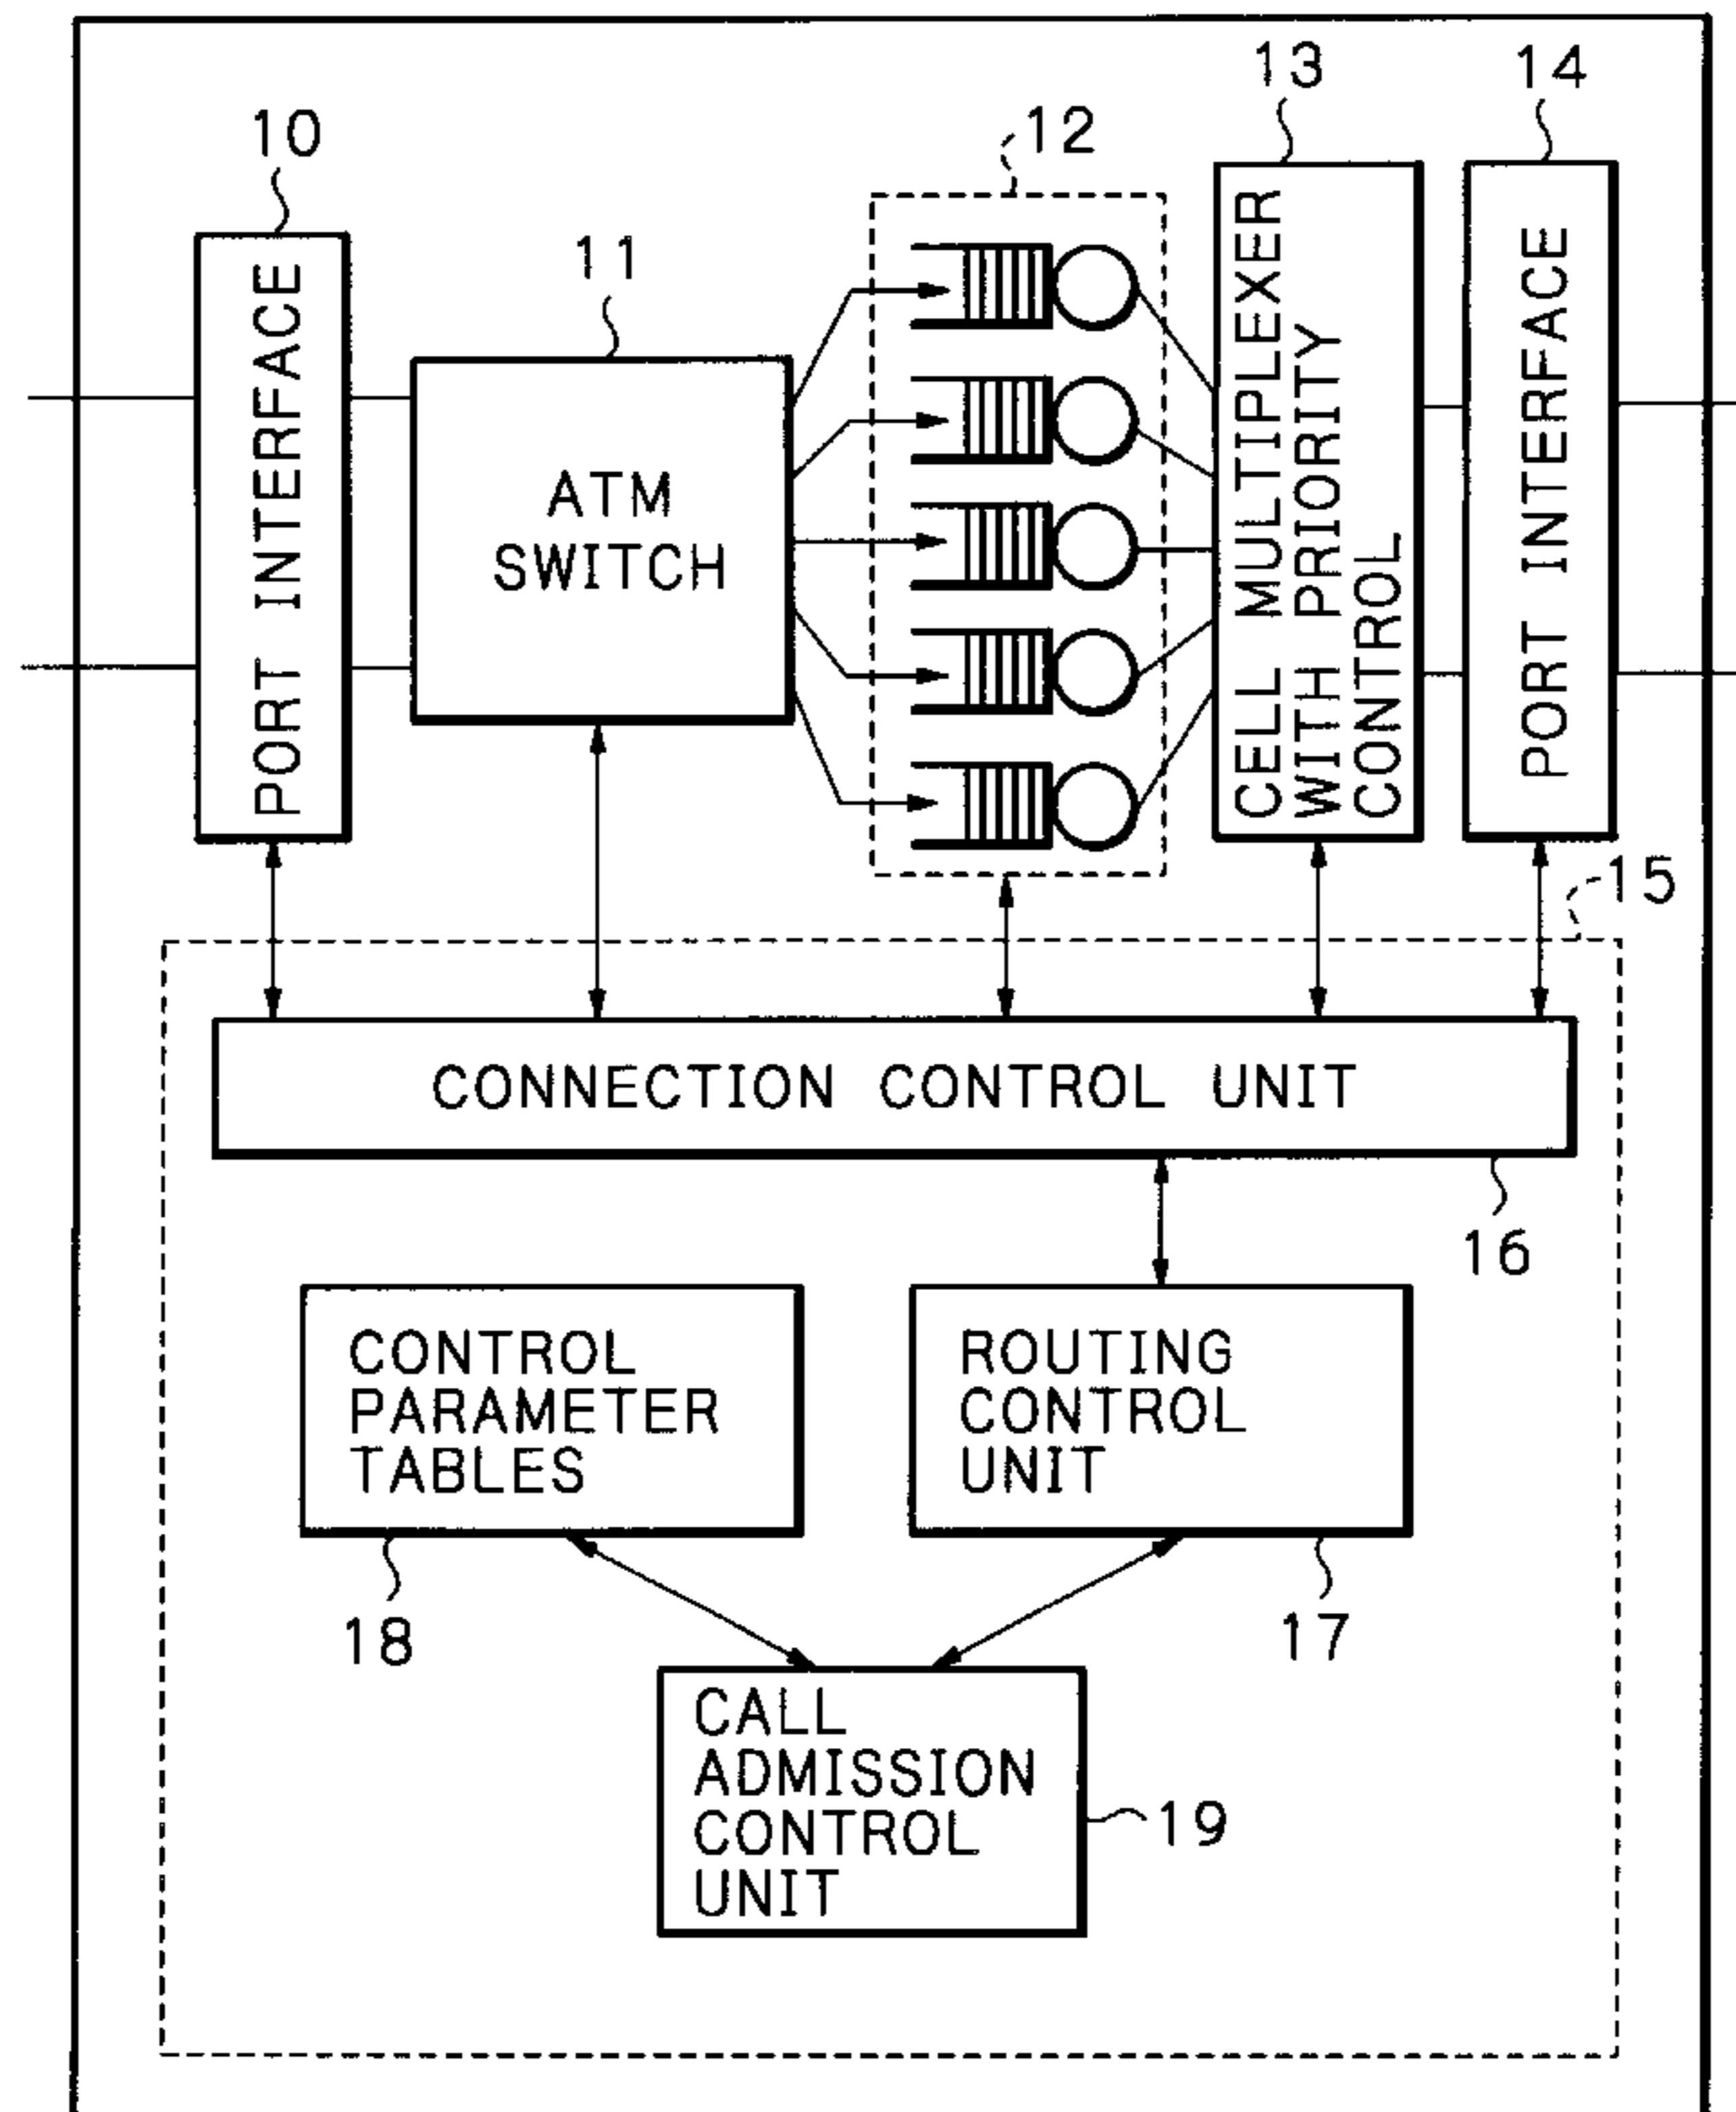 13
14
12
10
11
PORT INTERFACE
ATM
SWITCH
CELL MULTIPLEXER
WITH PRIORITY
CONTROL
PORT INTERFACE
15
CONNECTION CONTROL UNIT
16
CONTROL
PARAMETER
TABLES
ROUTING
CONTROL
UNIT
18
17
CALL
ADMISSION
CONTROL
UNIT
19